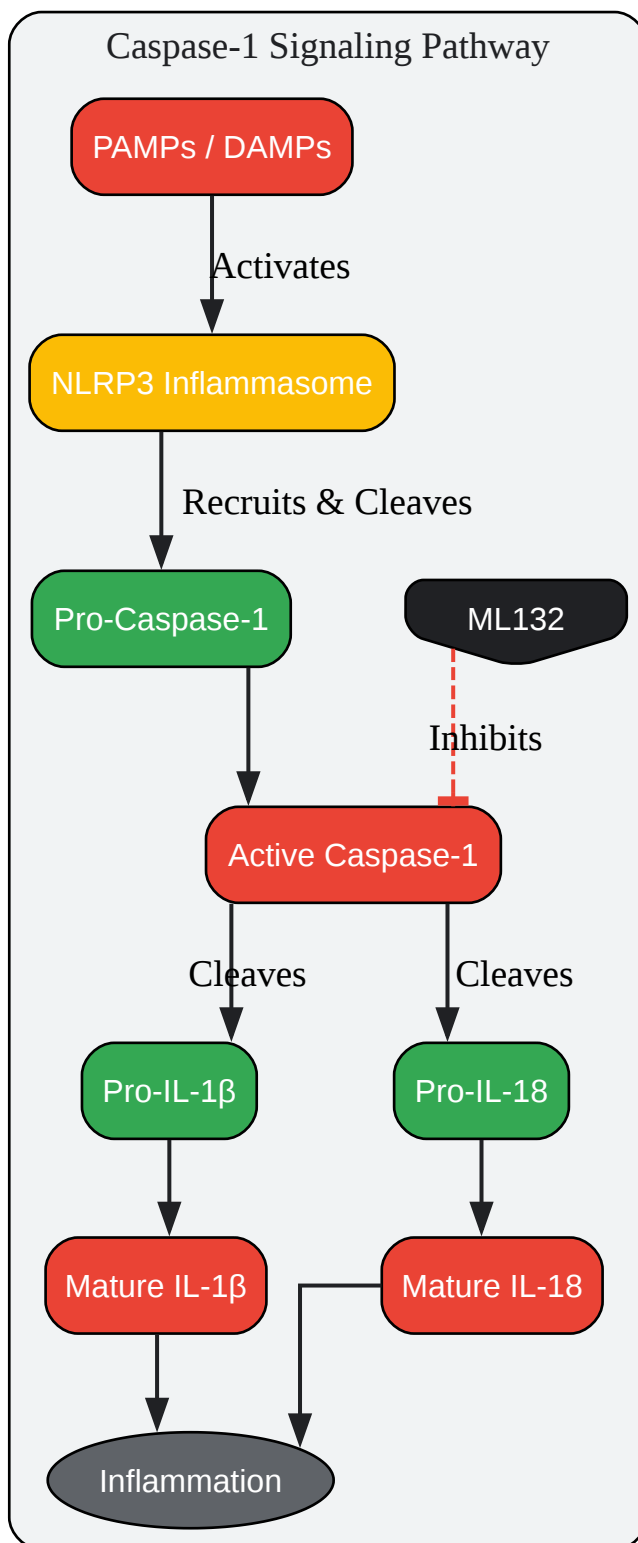 Caspase-1 Signaling Pathway
PAMPs / DAMPs
Activates
NLRP3 Inflammasome
Recruits & Cleaves
Pro-Caspase-1
ML132
Inhibits
Active Caspase-1
Cleaves
Cleaves
Pro-IL-1β
Pro-IL-18
Mature IL-1β
Mature IL-18
Inflammation